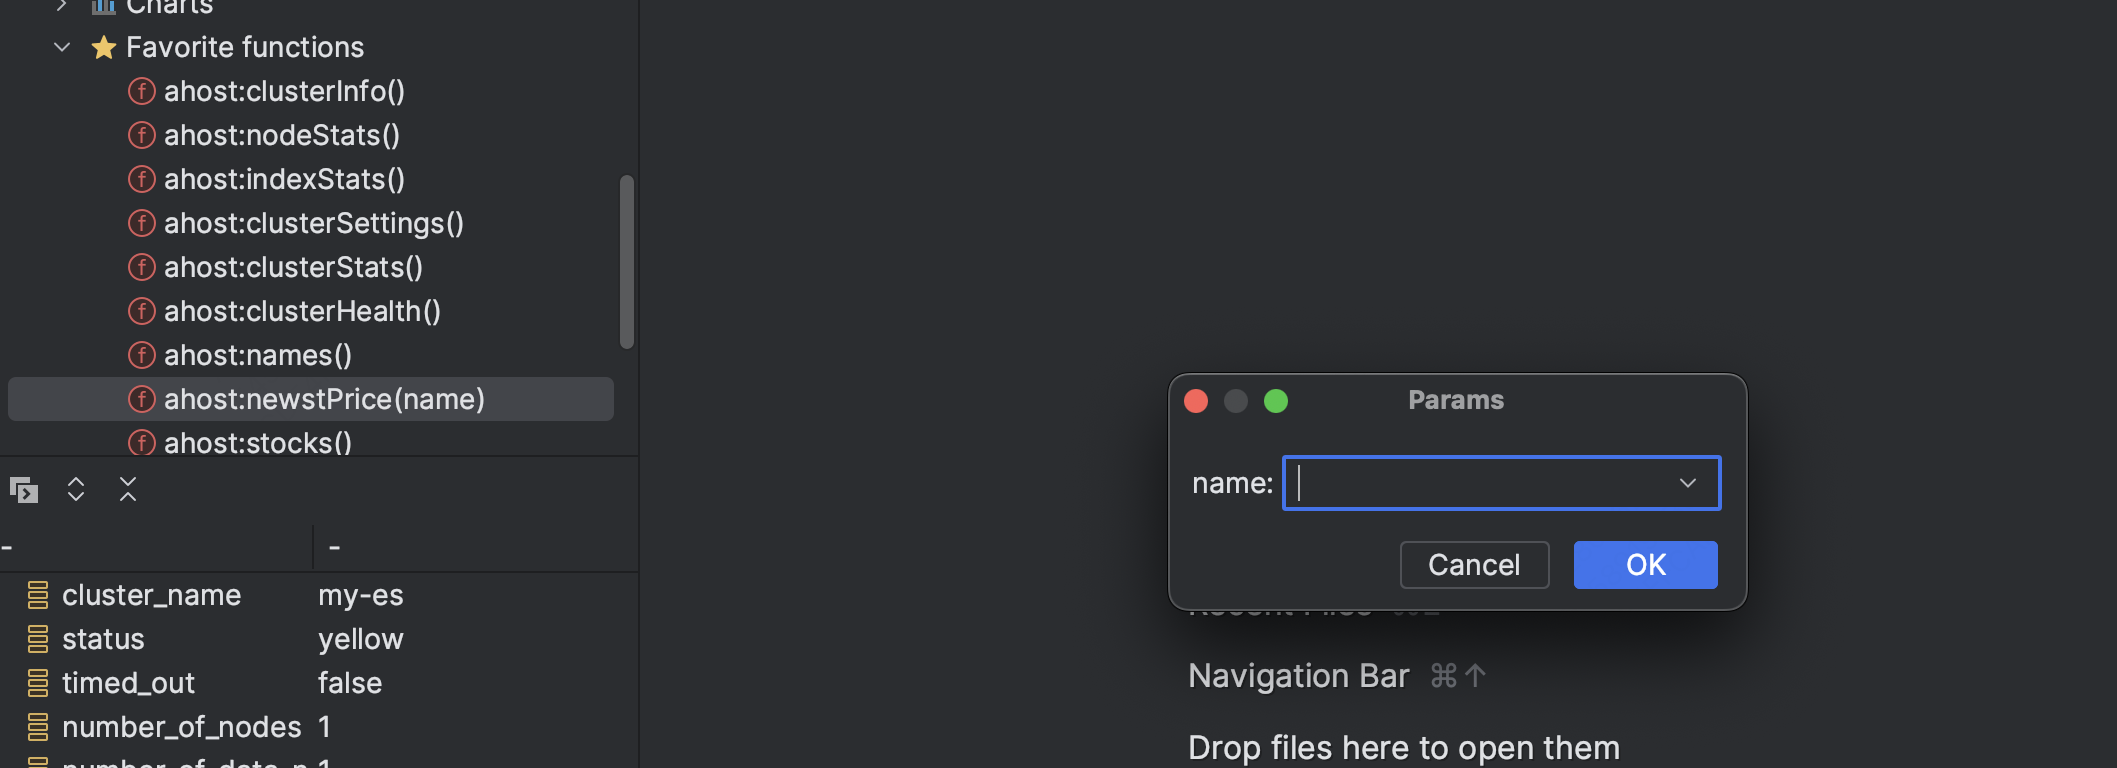 Charts
Favorite functions
ahost:clusterInfo()
ahost:nodeStats()
ahost:indexStats()
ahost:clusterSettings()
ahost:clusterStats()
ahost:clusterHealth()
ahost:names()
ahost:newstPrice(name)
ahost:stocks()
- -
cluster_name my-es
status yellow
timed_out false
number_of_nodes 1
Params
name:
Cancel OK
Navigation Bar ⌘↑
Drop files here to open them